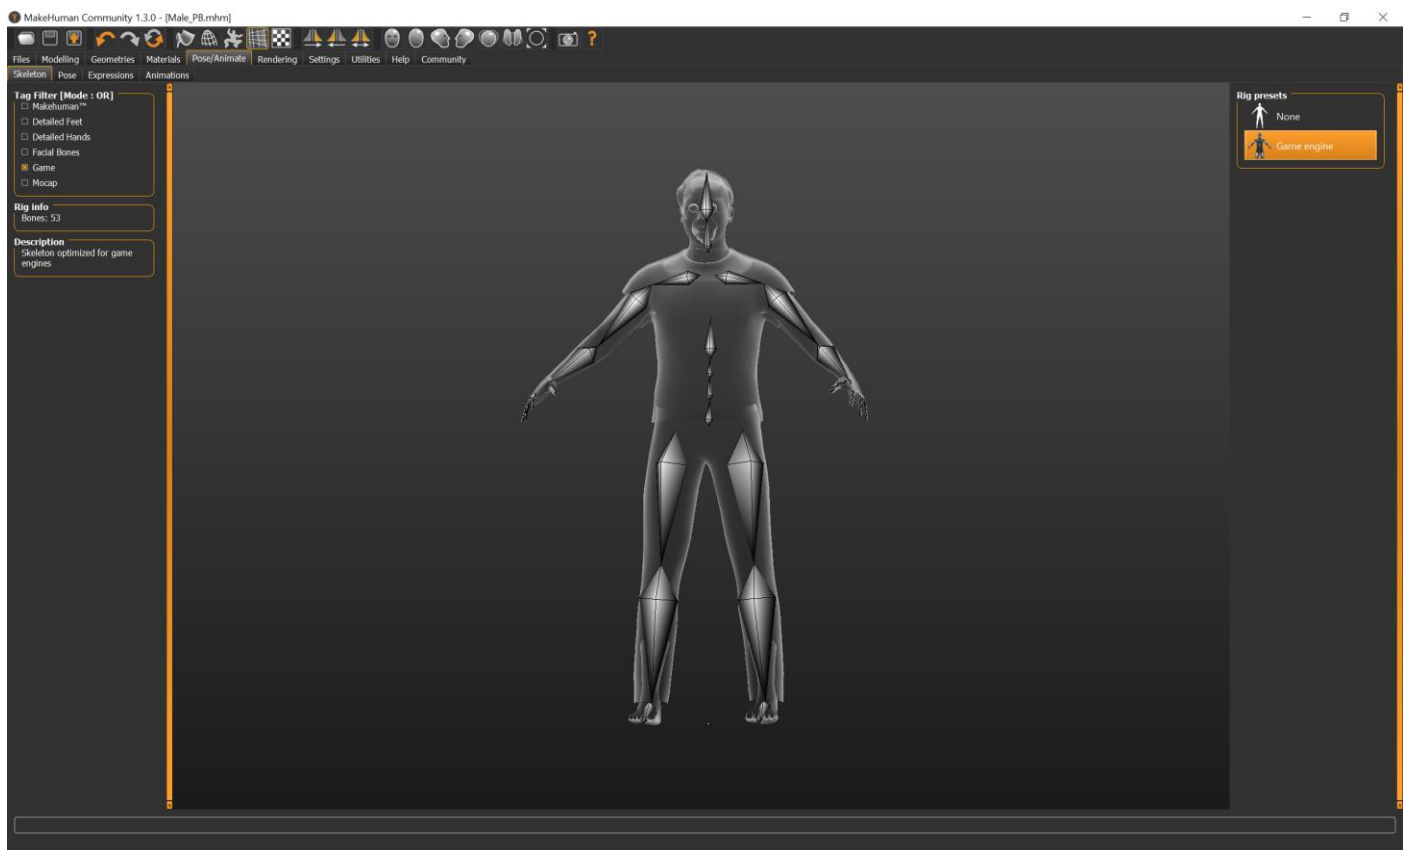 MakeHuman Community 1.3.0 - [Male_PB.mhm]
Files Modelling Geometries Materials Pose/Animate Rendering Settings Utilities Help Community
Skeleton Pose Expressions Animations
Tag Filter [Mode : OR]
Makehuman™
Detailed Feet
Detailed Hands
Facial Bones
Game
Mocap
Rig info
Bones: 53
Description
Skeleton optimized for game
engines
Rig presets
None
Game engine